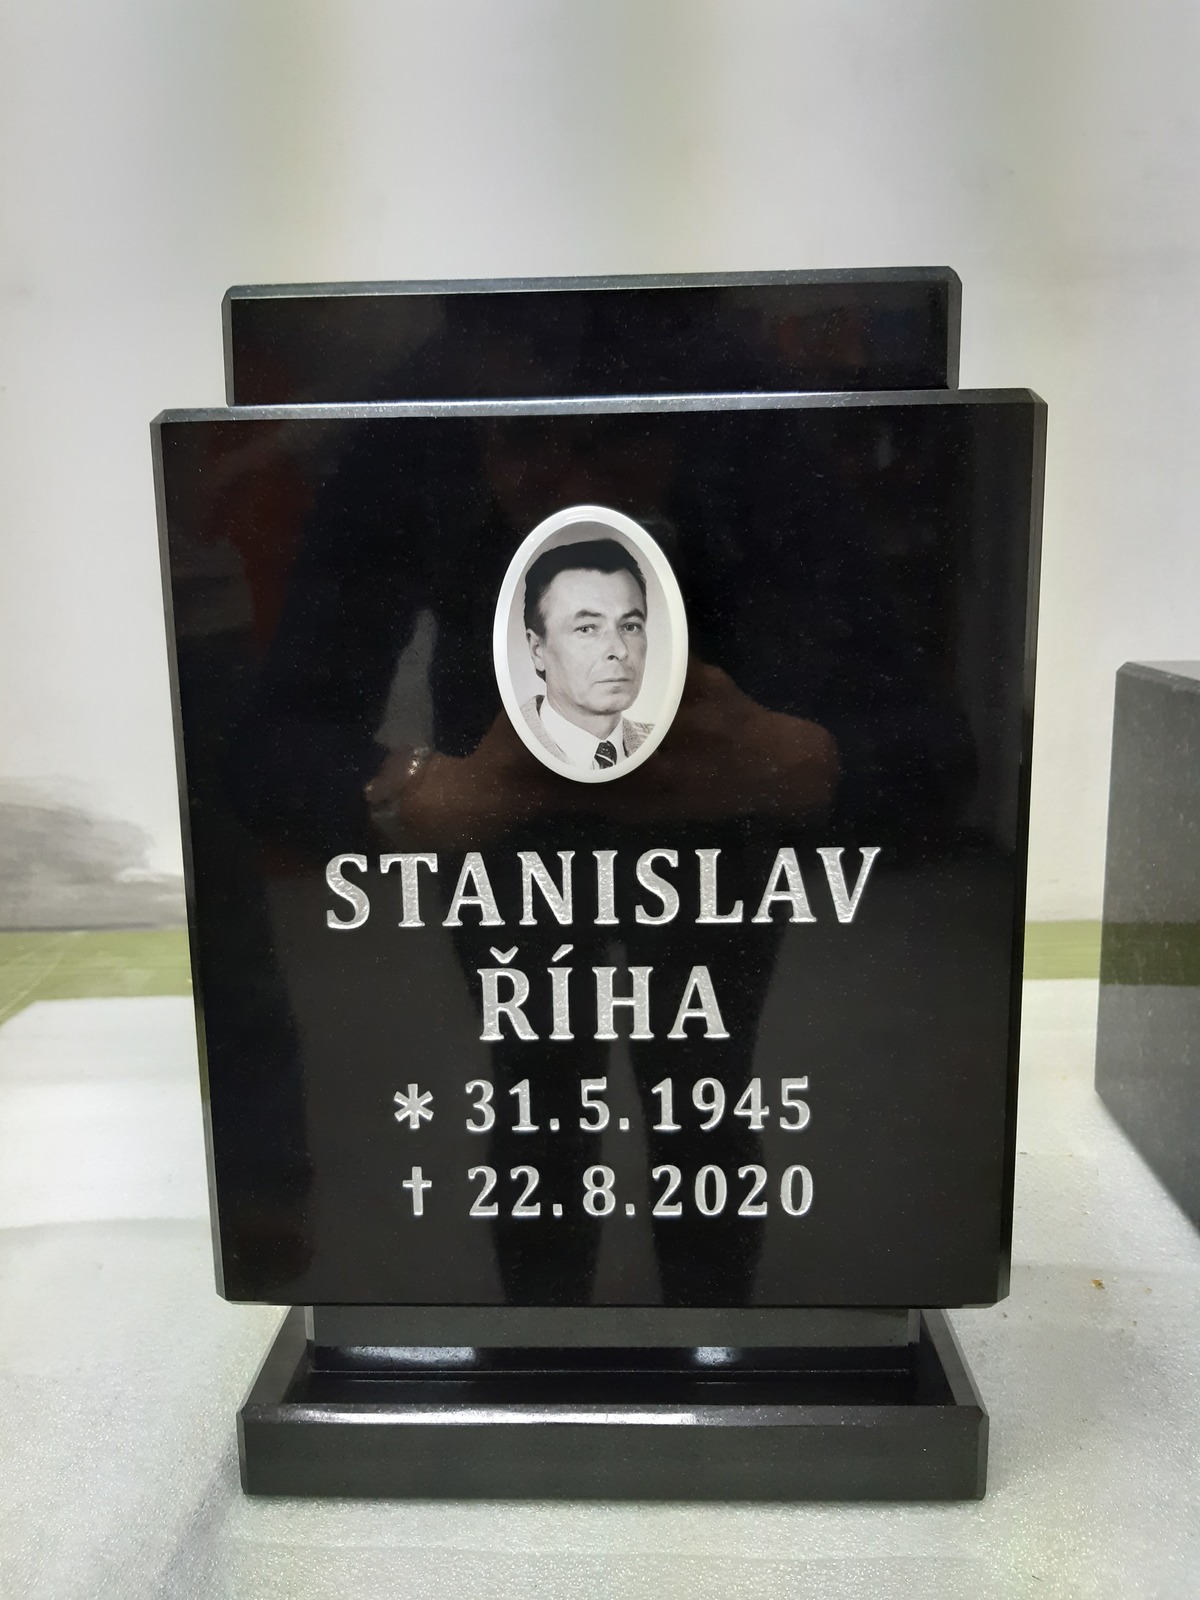 STANISLAV
ŘÍHA
* 31.5.1945
† 22.8.2020